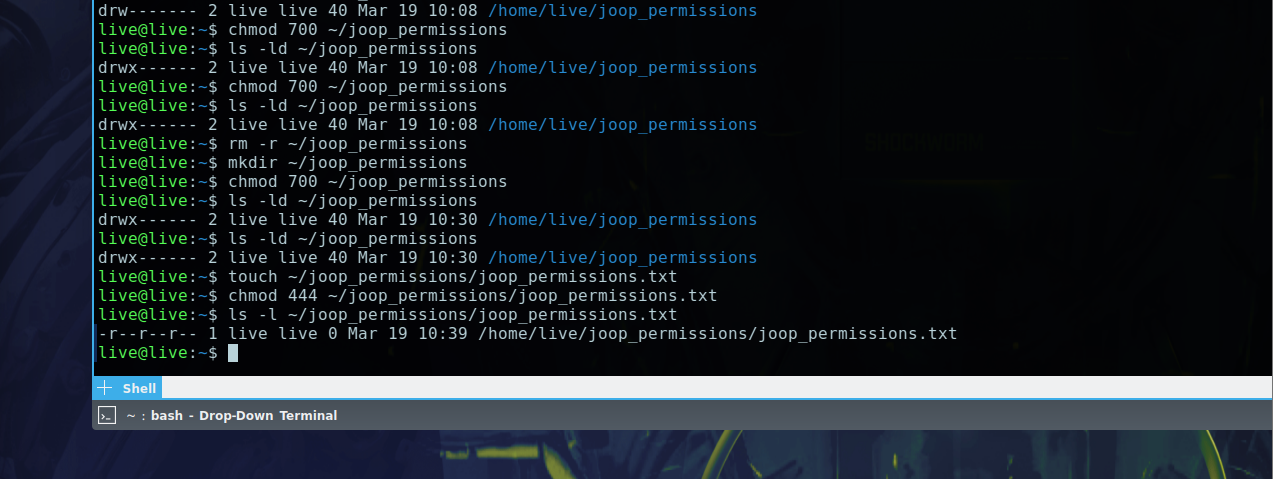 drw------- 2 live live 40 Mar 19 10:08 /home/live/joop_permissions
live@live:~$ chmod 700 ~/joop_permissions
live@live:~$ ls -ld ~/joop_permissions
drwx------ 2 live live 40 Mar 19 10:08 /home/live/joop_permissions
live@live:~$ chmod 700 ~/joop_permissions
live@live:~$ ls -ld ~/joop_permissions
drwx------ 2 live live 40 Mar 19 10:08 /home/live/joop_permissions
live@live:~$ rm -r ~/joop_permissions
live@live:~$ mkdir ~/joop_permissions
live@live:~$ chmod 700 ~/joop_permissions
live@live:~$ ls -ld ~/joop_permissions
drwx------ 2 live live 40 Mar 19 10:30 /home/live/joop_permissions
live@live:~$ ls -ld ~/joop_permissions
drwx------ 2 live live 40 Mar 19 10:30 /home/live/joop_permissions
live@live:~$ touch ~/joop_permissions/joop_permissions.txt
live@live:~$ chmod 444 ~/joop_permissions/joop_permissions.txt
live@live:~$ ls -l ~/joop_permissions/joop_permissions.txt
-r--r--r-- 1 live live 0 Mar 19 10:39 /home/live/joop_permissions/joop_permissions.txt
live@live:~$
Shell
~ : bash - Drop-Down Terminal